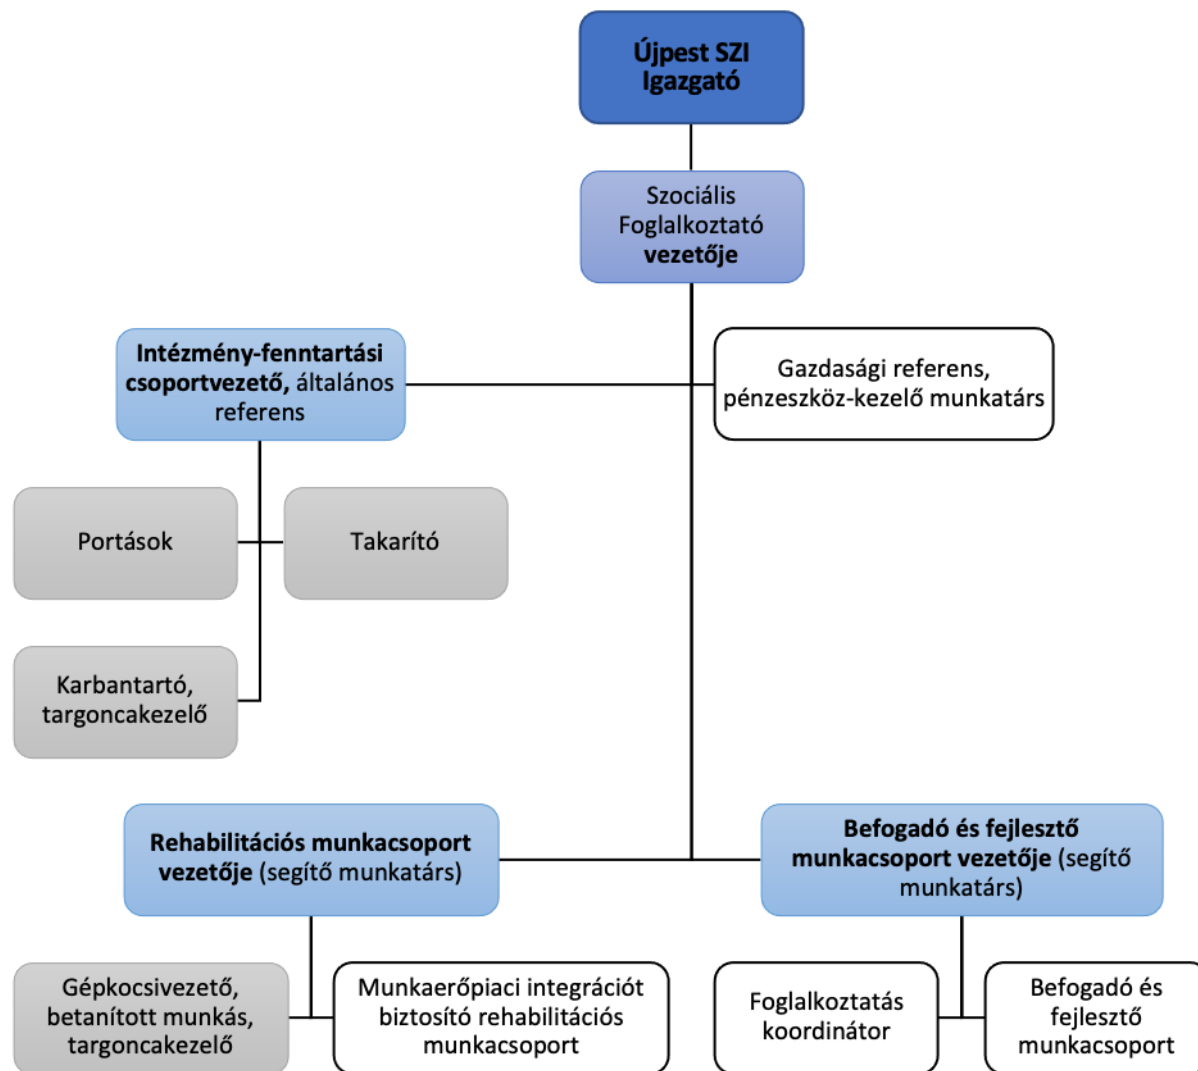 Újpest SZI
Igazgató
Szociális
Foglalkoztató
vezetője
Intézmény-fenntartási
csoportvezető, általános
referens
Gazdasági referens,
pénzeszköz-kezelő munkatárs
Portások
Takarító
Karbantartó,
targoncakezelő
Rehabilitációs munkacsoport
vezetője (segítő munkatárs)
Befogadó és fejlesztő
munkacsoport vezetője (segítő
munkatárs)
Gépkocsivezető,
betanított munkás,
targoncakezelő
Munkaerőpiaci integrációt
biztosító rehabilitációs
munkacsoport
Foglalkoztatás
koordinátor
Befogadó és
fejlesztő
munkacsoport